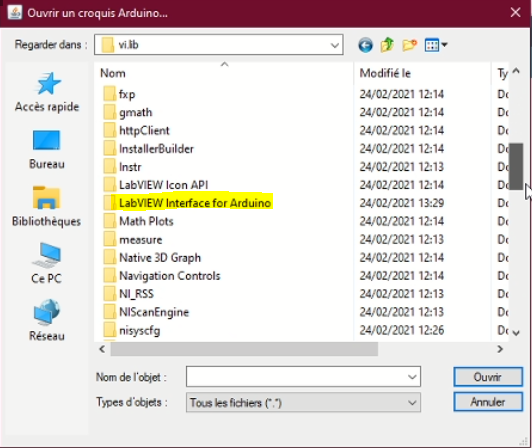 Ouvrir un croquis Arduino...
Regarder dans : vi.lib
Accès rapide
Bureau
Bibliothèques
Ce PC
Réseau
Nom Modifié le Ty
fxp 24/02/2021 12:14 Do
gmath 24/02/2021 12:14 Do
httpClient 24/02/2021 12:14 Do
InstallerBuilder 24/02/2021 12:14 Do
Instr 24/02/2021 12:13 Do
LabVIEW Icon API 24/02/2021 12:14 Do
LabVIEW Interface for Arduino 24/02/2021 13:29 Do
Math Plots 24/02/2021 12:14 Do
measure 24/02/2021 12:13 Do
Native 3D Graph 24/02/2021 12:14 Do
Navigation Controls 24/02/2021 12:14 Do
NI_RSS 24/02/2021 12:13 Do
NIScanEngine 24/02/2021 12:13 Do
nisyscfg 24/02/2021 12:26 Do
Nom de l'objet :
Ouvrir
Types d'objets : Tous les fichiers (*.*)
Annuler